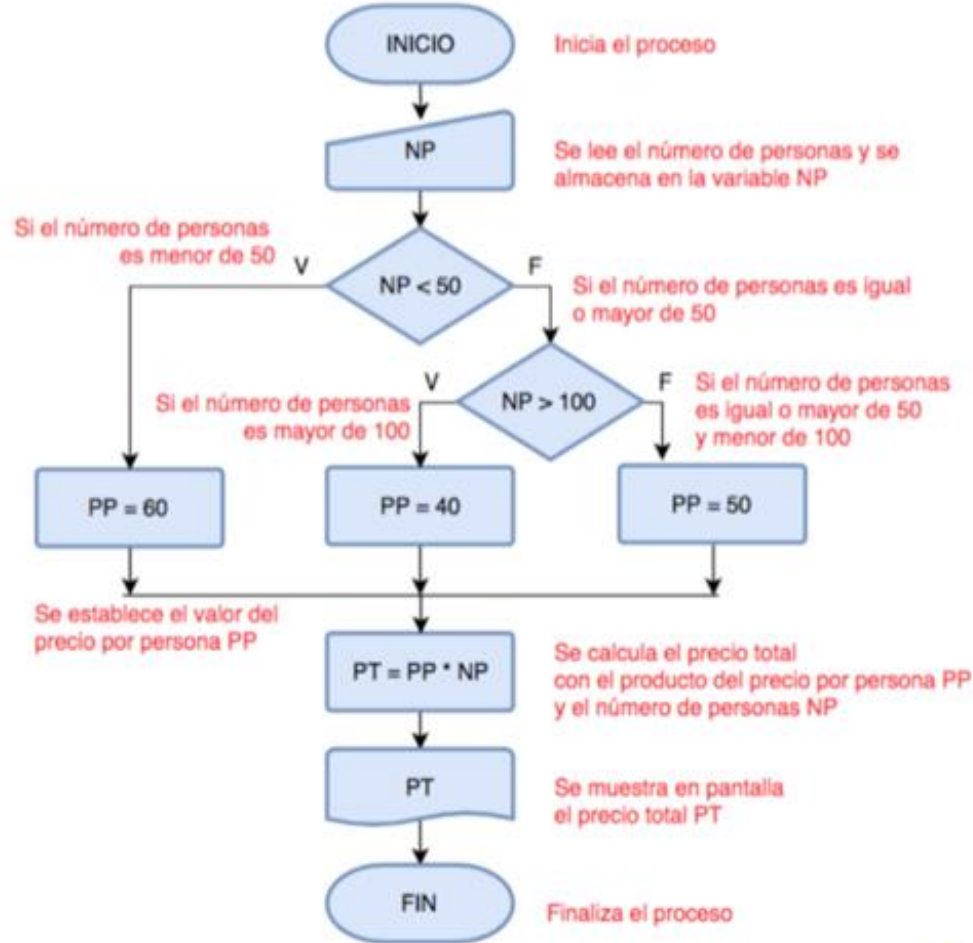 INICIO
Inicia el proceso
NP
Se lee el número de personas y se
almacena en la variable NP
Si el número de personas
es menor de 50
V
NP < 50
F
Si el número de personas es igual
o mayor de 50
Si el número de personas
es mayor de 100
V
NP > 100
F
Si el número de personas
es igual o mayor de 50
y menor de 100
PP = 60
PP = 40
PP = 50
Se establece el valor del
precio por persona PP
PT = PP * NP
Se calcula el precio total
con el producto del precio por persona PP
y el número de personas NP
PT
Se muestra en pantalla
el precio total PT
FIN
Finaliza el proceso